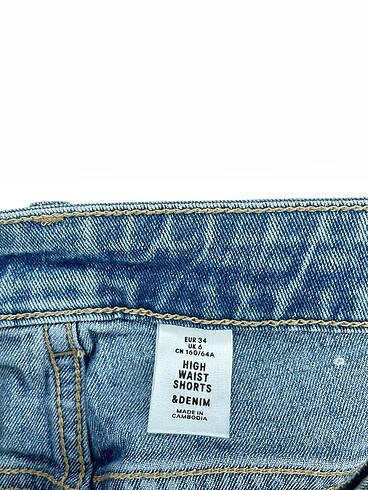 EUR 34
UK 6
CN 160/64A
HIGH
WAIST
SHORTS
&DENIM
MADE IN
CAMBODIA